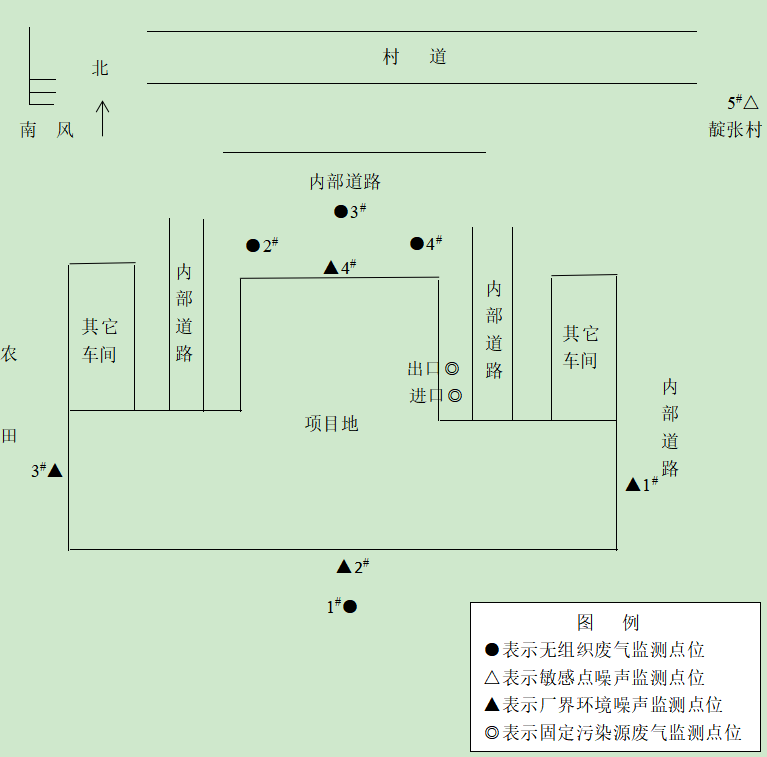 村 道
北
南 风
5#△
靛张村
内部道路
●3#
●2#
●4#
▲4#
内部道路
内部道路
其它
车间
其它
车间
农田
出口◎
进口◎
项目地
内部道路
3#▲
▲1#
▲2#
1#●
图 例
●表示无组织废气监测点位
△表示敏感点噪声监测点位
▲表示厂界环境噪声监测点位
◎表示固定污染源废气监测点位